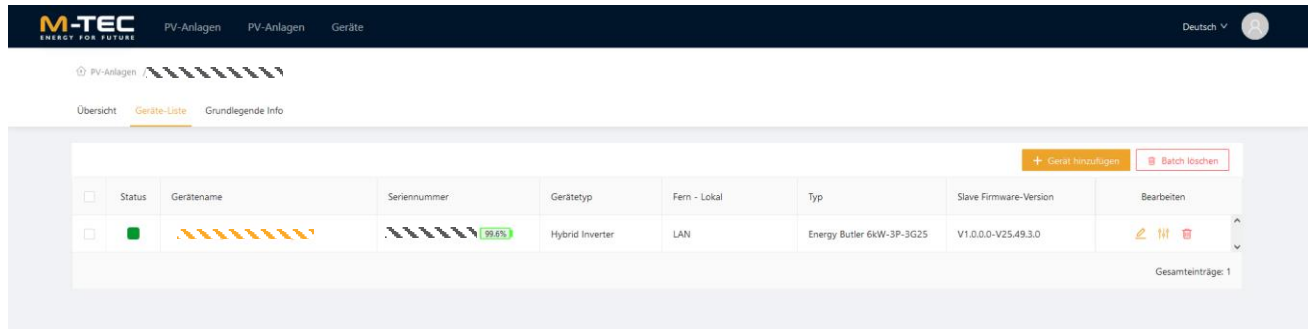 M-TEC PV-Anlagen PV-Anlagen Geräte Deutsch
ENERGY FOR FUTURE
PV-Anlagen /
Übersicht Geräte-Liste Grundlegende Info
+ Gerät hinzufügen Batch löschen
Status Gerätename Seriennummer Gerätetyp Fern - Lokal Typ Slave Firmware-Version Bearbeiten
99.6% Hybrid Inverter LAN Energy Butler 6kW-3P-3G25 V1.0.0.0-V25.49.3.0
Gesamteinträge: 1